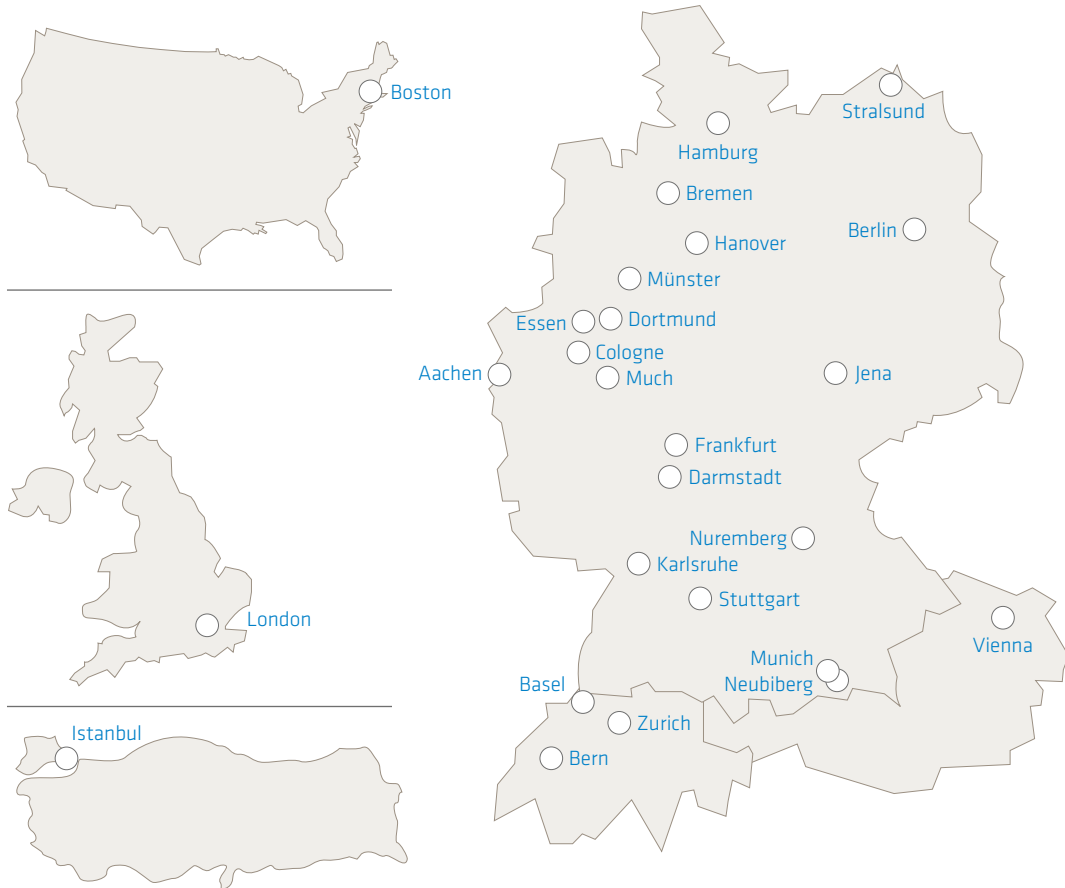 Boston
London
Istanbul
Stralsund
Hamburg
Bremen
Berlin
Hanover
Münster
Essen
Dortmund
Cologne
Aachen
Much
Jena
Frankfurt
Darmstadt
Nuremberg
Karlsruhe
Stuttgart
Vienna
Munich
Neubiberg
Basel
Zurich
Bern